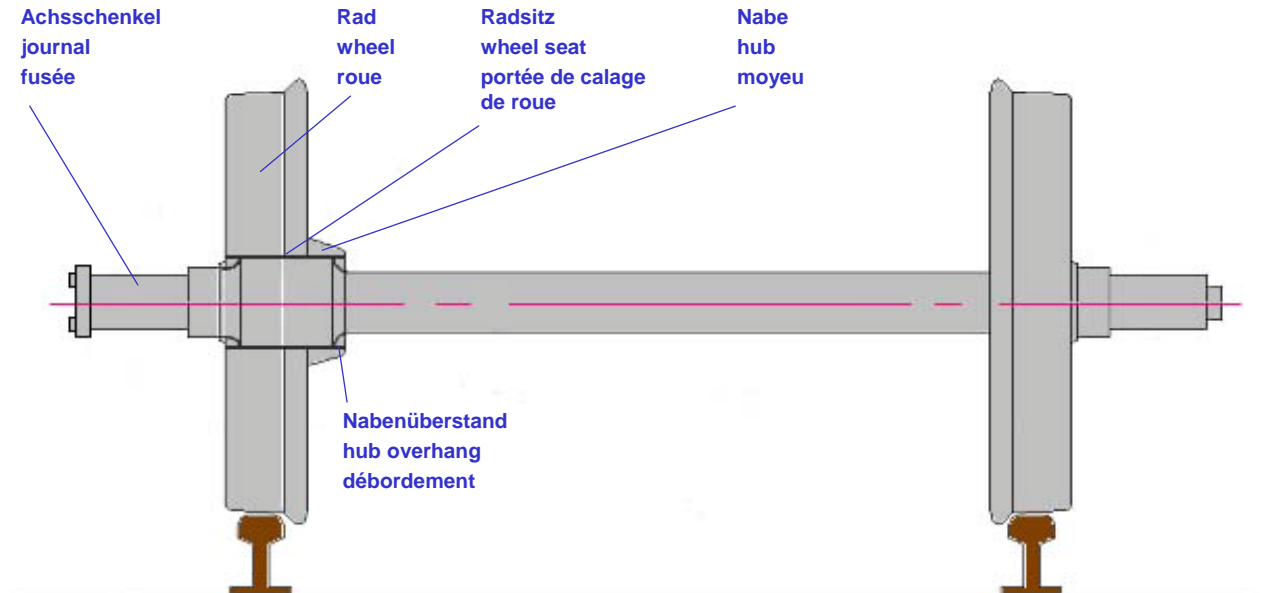 Achsschenkel
journal
fusée
Rad
wheel
roue
Radsitz
wheel seat
portée de calage
de roue
Nabe
hub
moyeu
Nabenüberstand
hub overhang
débordement